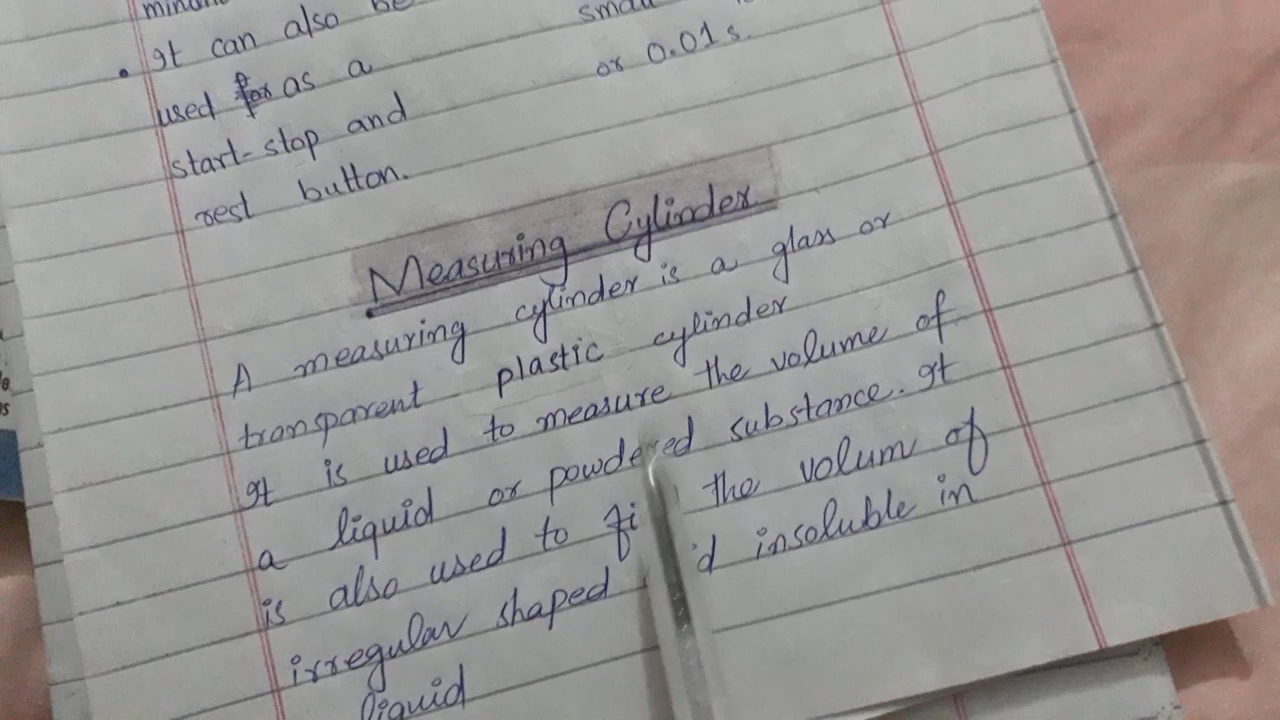 It can also be
used for as a
start-stop and
rest button.
or 0.01 s.
Measuring Cylinder
A measuring cylinder is a glass or
transparent plastic cylinder
It is used to measure the volume of
a liquid or powdered substance. It
is also used to the volum of
irregular shaped insoluble in
liquid